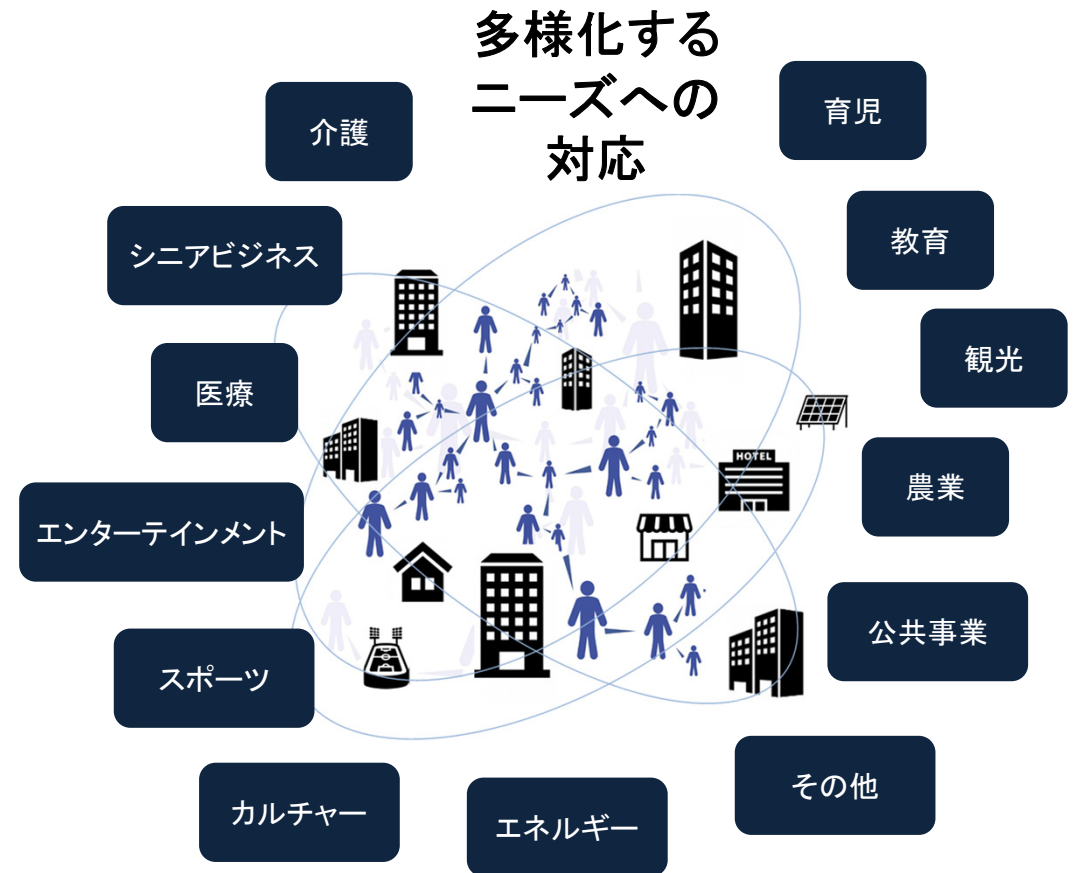 多様化する
ニーズへの
対応
介護
育児
シニアビジネス
教育
観光
医療
HOTEL
農業
エンターテインメント
公共事業
スポーツ
その他
カルチャー
エネルギー